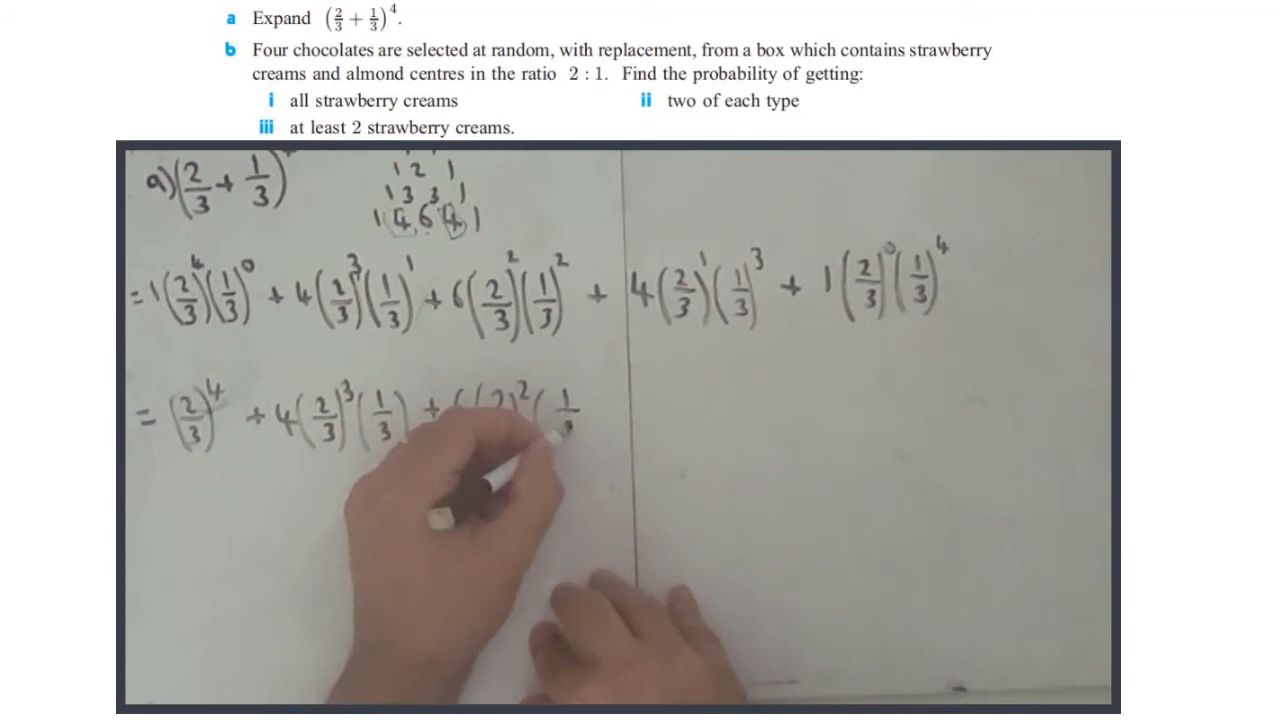 a Expand (2/3 + 1/3)^4.
b Four chocolates are selected at random, with replacement, from a box which contains strawberry
creams and almond centres in the ratio 2 : 1. Find the probability of getting:
i all strawberry creams ii two of each type
iii at least 2 strawberry creams.
1 2 1
a) (2/3 + 1/3)
1 3 3 1
1 4 6 4 1
= 1(2/3)^4(1/3)^0 + 4(2/3)^3(1/3)^1 + 6(2/3)^2(1/3)^2 + 4(2/3)^1(1/3)^3 + 1(2/3)^0(1/3)^4
= (2/3)^4 + 4(2/3)^3(1/3) + (2)^2(1/3